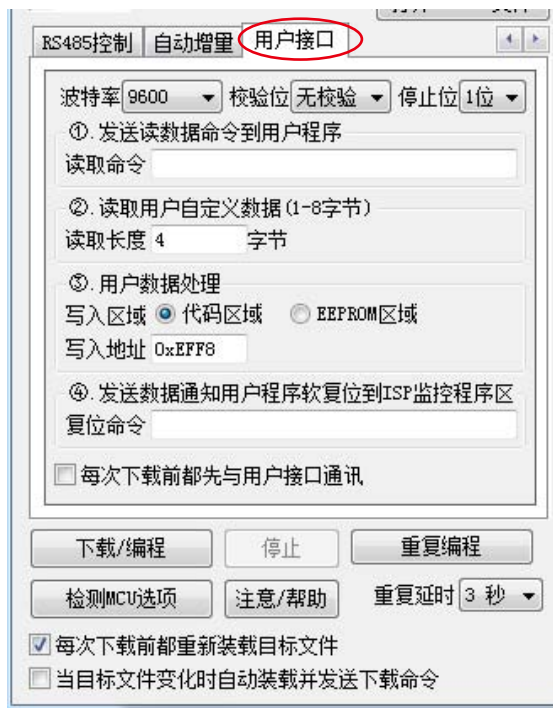 RS485控制 自动增量 用户接口
波特率 9600 校验位 无校验 停止位 1位
①. 发送读数据命令到用户程序
读取命令
②. 读取用户自定义数据(1-8字节)
读取长度 4 字节
③. 用户数据处理
写入区域 代码区域 EEPROM区域
写入地址 0xEFF8
④. 发送数据通知用户程序软复位到ISP监控程序区
复位命令
每次下载前都先与用户接口通讯
下载/编程 停止 重复编程
检测MCU选项 注意/帮助 重复延时 3 秒
每次下载前都重新装载目标文件
当目标文件变化时自动装载并发送下载命令